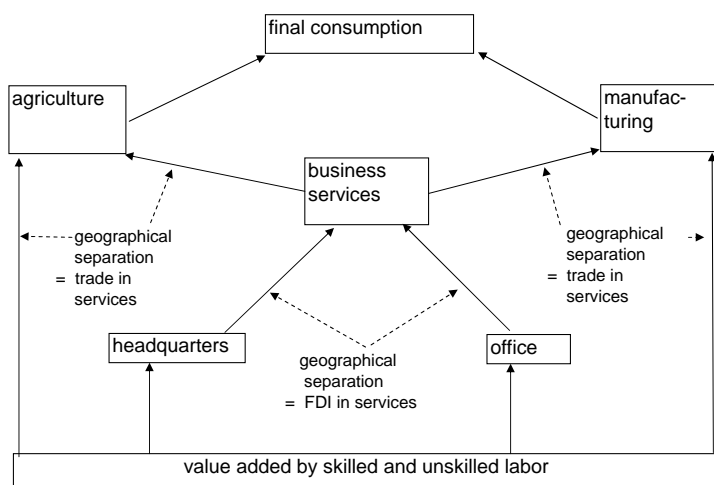 final consumption
agriculture
manufac-
turing
business
services
geographical
separation
= trade in
services
geographical
separation
= trade in
services
headquarters
office
geographical
separation
= FDI in services
value added by skilled and unskilled labor